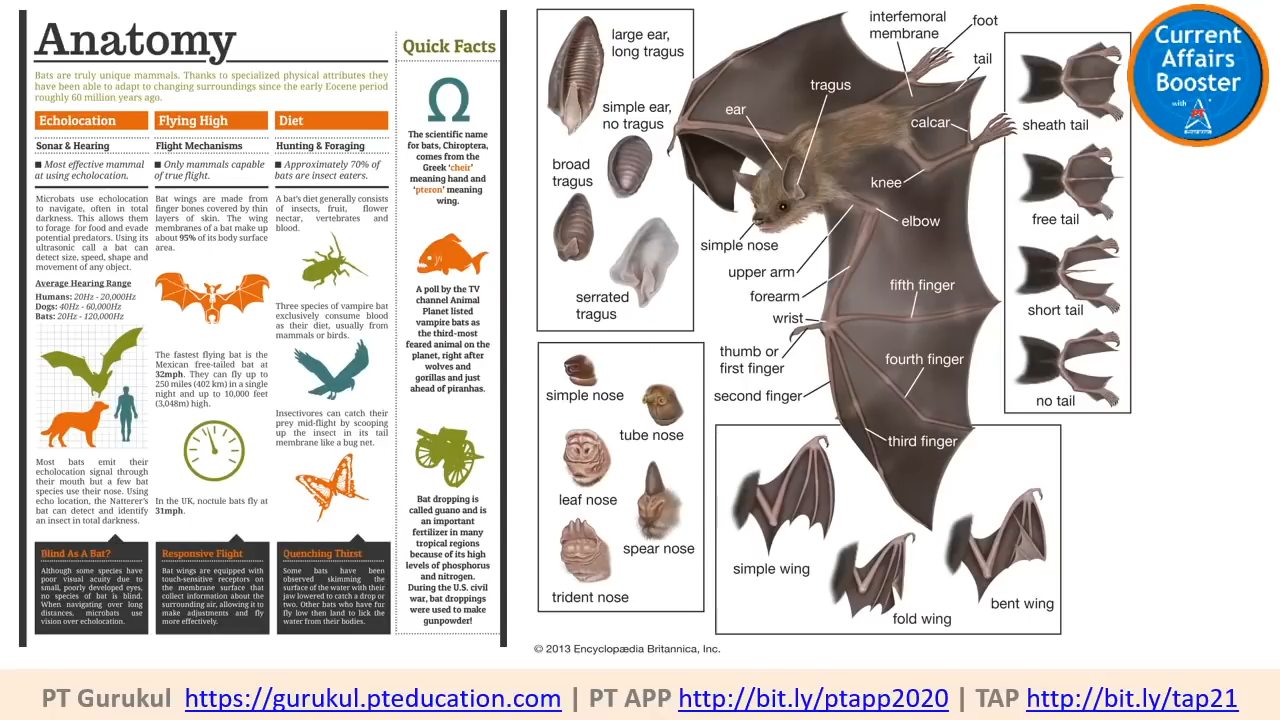 Anatomy
Bats are truly unique mammals. Thanks to specialized physical attributes they
have been able to adapt to changing surroundings since the early Eocene period
roughly 60 million years ago.
Echolocation
Sonar & Hearing
■ Most effective mammal
at using echolocation.
Microbats use echolocation
to navigate, often in total
darkness. This allows them
to forage for food and evade
potential predators. Using its
ultrasonic call a bat can
detect size, speed, shape and
movement of any object.
Average Hearing Range
Humans: 20Hz - 20,000Hz
Dogs: 40Hz - 60,000Hz
Bats: 20Hz - 120,000Hz
Most bats emit their
echolocation signal through
their mouth but a few bat
species use their nose. Using
echo location, the Natterer's
bat can detect and identify
an insect in total darkness.
Blind As A Bat?
Although some species have
poor visual acuity due to
small, poorly developed eyes,
no species of bat is blind.
When navigating over long
distances, microbats use
vision over echolocation.
Flying High
Flight Mechanisms
■ Only mammals capable
of true flight.
Bat wings are made from
finger bones covered by thin
layers of skin. The wing
membranes of a bat make up
about 95% of its body surface
area.
The fastest flying bat is the
Mexican free-tailed bat at
32mph. They can fly up to
250 miles (402 km) in a single
night and up to 10,000 feet
(3,048m) high.
In the UK, noctule bats fly at
31mph.
Responsive Flight
Bat wings are equipped with
touch-sensitive receptors on
the membrane surface that
collect information about the
surrounding air, allowing it to
make adjustments and fly
more effectively.
Diet
Hunting & Foraging
■ Approximately 70% of
bats are insect eaters.
A bat's diet generally consists
of insects, fruit, flower
nectar, vertebrates and
blood.
Three species of vampire bat
exclusively consume blood
as their diet, usually from
mammals or birds.
Insectivores can catch their
prey mid-flight by scooping
up the insect in its tail
membrane like a bug net.
Quenching Thirst
Some bats have been
observed skimming the
surface of the water with their
jaw lowered to catch a drop or
two. Other bats who have fur
fly low then land to lick the
water from their bodies.
Quick Facts
Ω
The scientific name
for bats, Chiroptera,
comes from the
Greek 'cheir'
meaning hand and
'pteron' meaning
wing.
A poll by the TV
channel Animal
Planet listed
vampire bats as
the third-most
feared animal on the
planet, right after
wolves and
gorillas and just
ahead of piranhas.
Bat dropping is
called guano and is
an important
fertilizer in many
tropical regions
because of its high
levels of phosphorus
and nitrogen.
During the U.S. civil
war, bat droppings
were used to make
gunpowder!
large ear,
long tragus
simple ear,
no tragus
broad
tragus
serrated
tragus
simple nose
tube nose
leaf nose
spear nose
trident nose
interfemoral
membrane
foot
tail
tragus
ear
calcar
knee
elbow
simple nose
upper arm
forearm
fifth finger
wrist
thumb or
first finger
fourth finger
second finger
third finger
sheath tail
free tail
short tail
no tail
simple wing
fold wing
bent wing
© 2013 Encyclopædia Britannica, Inc.
Current
Affairs
Booster
with
PT Gurukul https://gurukul.pteducation.com | PT APP http://bit.ly/ptapp2020 | TAP http://bit.ly/tap21